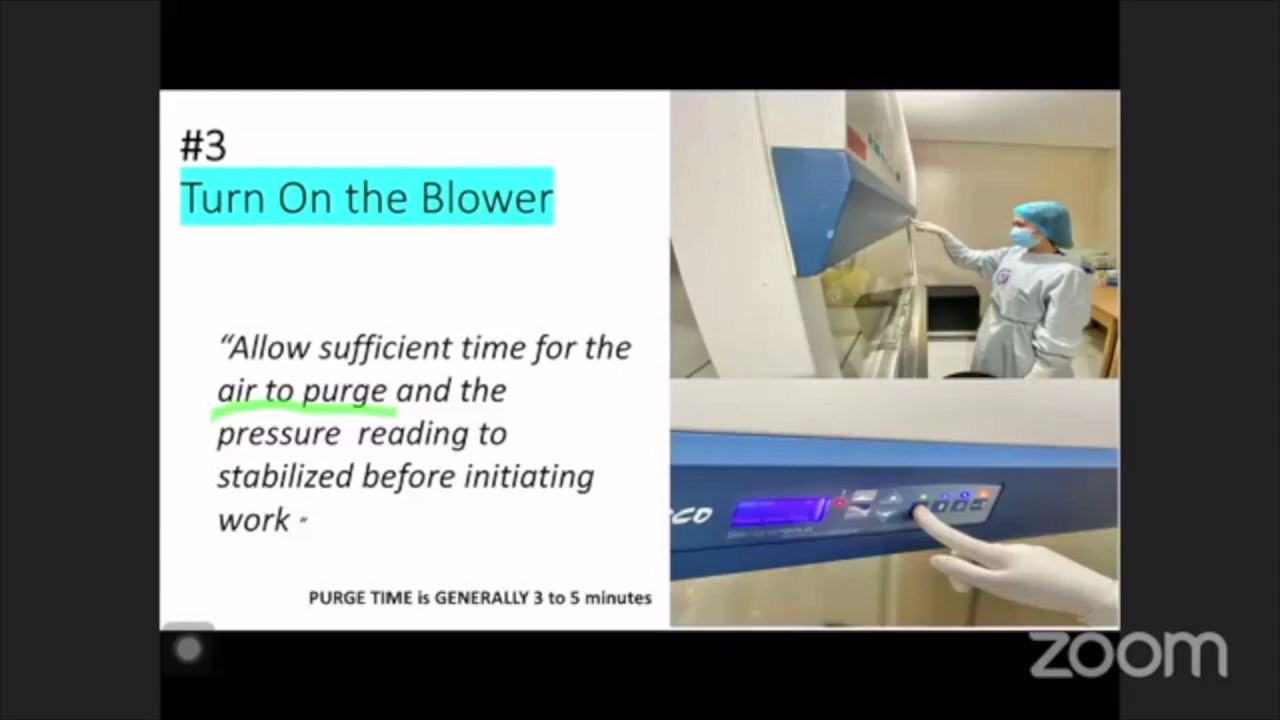 #3
Turn On the Blower
“Allow sufficient time for the
air to purge and the
pressure reading to
stabilized before initiating
work “
PURGE TIME is GENERALLY 3 to 5 minutes
zoom